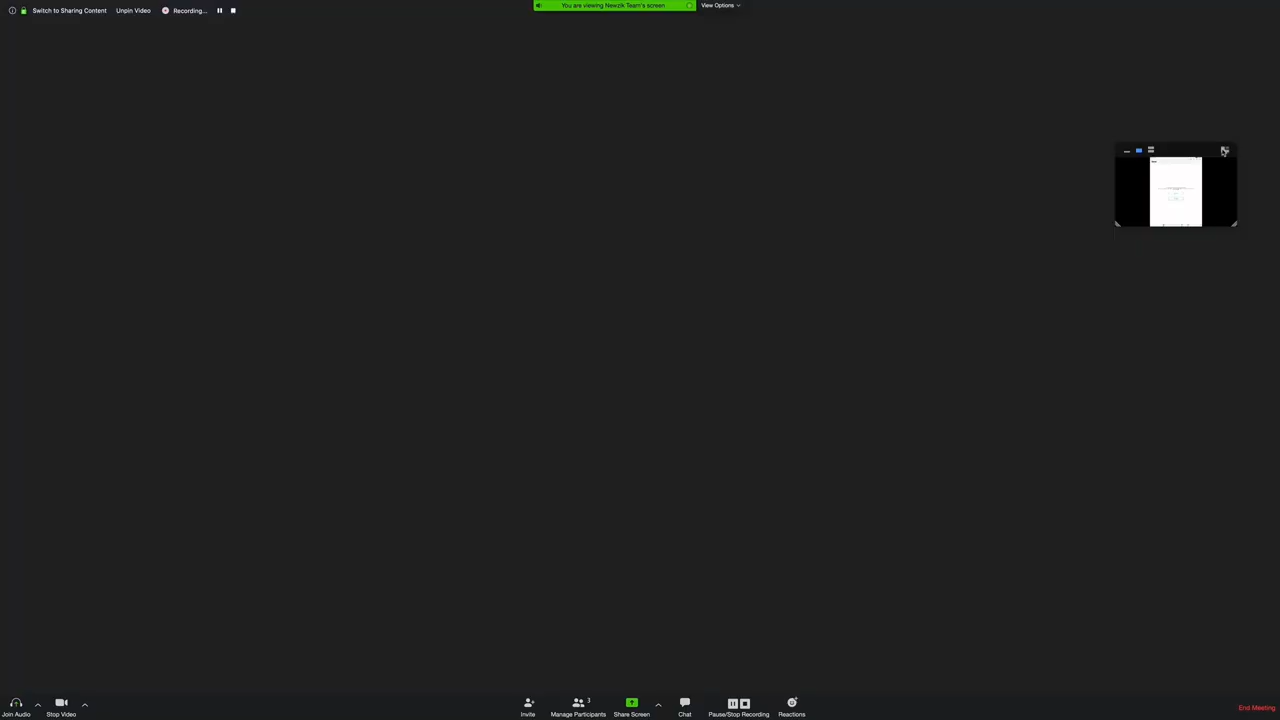 Switch to Sharing Content Unpin Video Recording...
You are viewing Newzik Team's screen View Options
3
Join Audio Stop Video Invite Manage Participants Share Screen Chat Pause/Stop Recording Reactions End Meeting